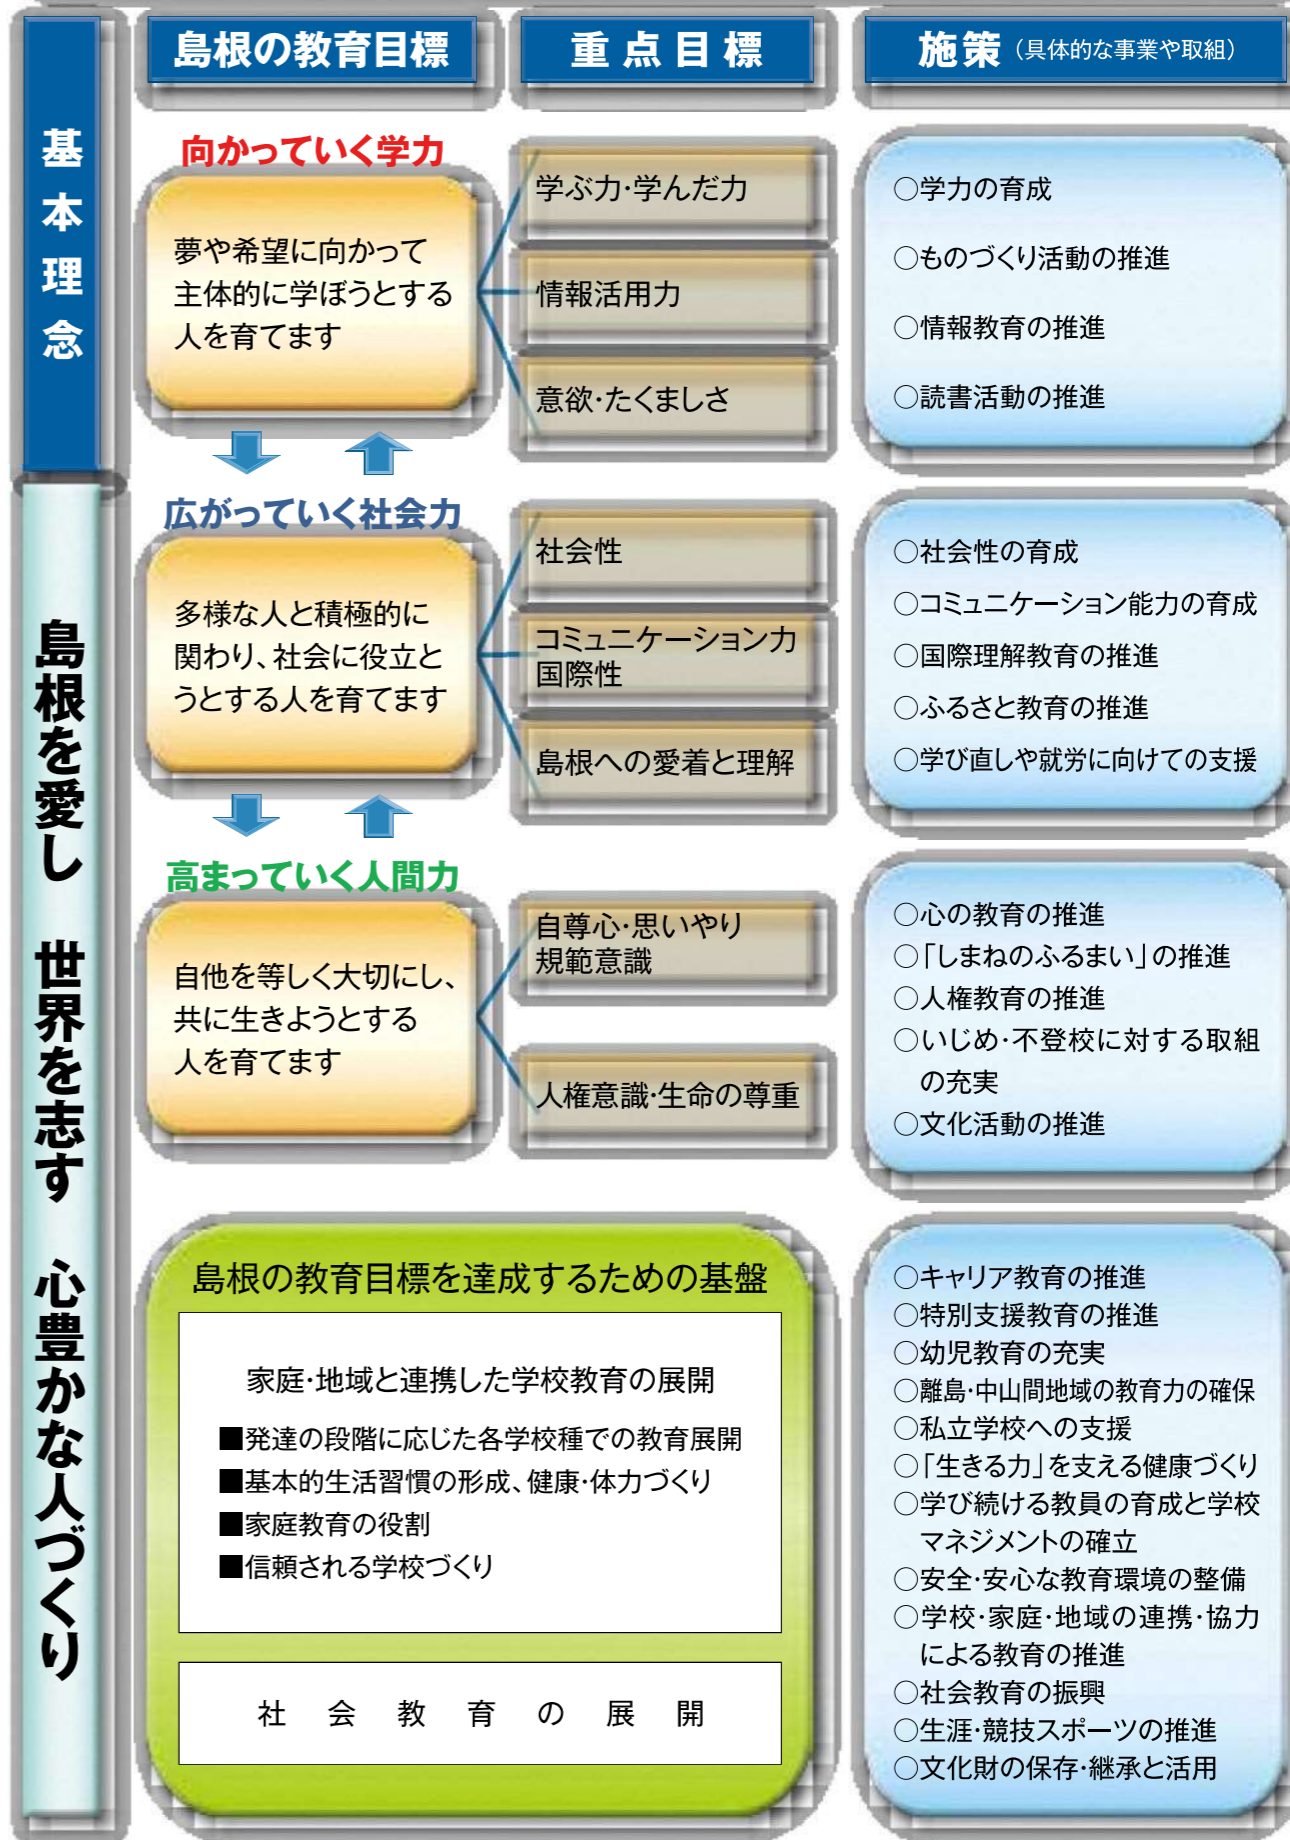 基本理念
島根を愛し 世界を志す 心豊かな人づくり
島根の教育目標
重点目標
施策（具体的な事業や取組）
向かっていく学力
夢や希望に向かって
主体的に学ぼうとする
人を育てます
学ぶ力・学んだ力
情報活用力
意欲・たくましさ
○学力の育成
○ものづくり活動の推進
○情報教育の推進
○読書活動の推進
広がっていく社会力
多様な人と積極的に
関わり、社会に役立と
うとする人を育てます
社会性
コミュニケーション力
国際性
島根への愛着と理解
○社会性の育成
○コミュニケーション能力の育成
○国際理解教育の推進
○ふるさと教育の推進
○学び直しや就労に向けての支援
高まっていく人間力
自他を等しく大切にし、
共に生きようとする
人を育てます
自尊心・思いやり
規範意識
人権意識・生命の尊重
○心の教育の推進
○「しまねのふるまい」の推進
○人権教育の推進
○いじめ・不登校に対する取組
の充実
○文化活動の推進
島根の教育目標を達成するための基盤
家庭・地域と連携した学校教育の展開
■発達の段階に応じた各学校種での教育展開
■基本的生活習慣の形成、健康・体力づくり
■家庭教育の役割
■信頼される学校づくり
社会教育の展開
○キャリア教育の推進
○特別支援教育の推進
○幼児教育の充実
○離島・中山間地域の教育力の確保
○私立学校への支援
○「生きる力」を支える健康づくり
○学び続ける教員の育成と学校
マネジメントの確立
○安全・安心な教育環境の整備
○学校・家庭・地域の連携・協力
による教育の推進
○社会教育の振興
○生涯・競技スポーツの推進
○文化財の保存・継承と活用